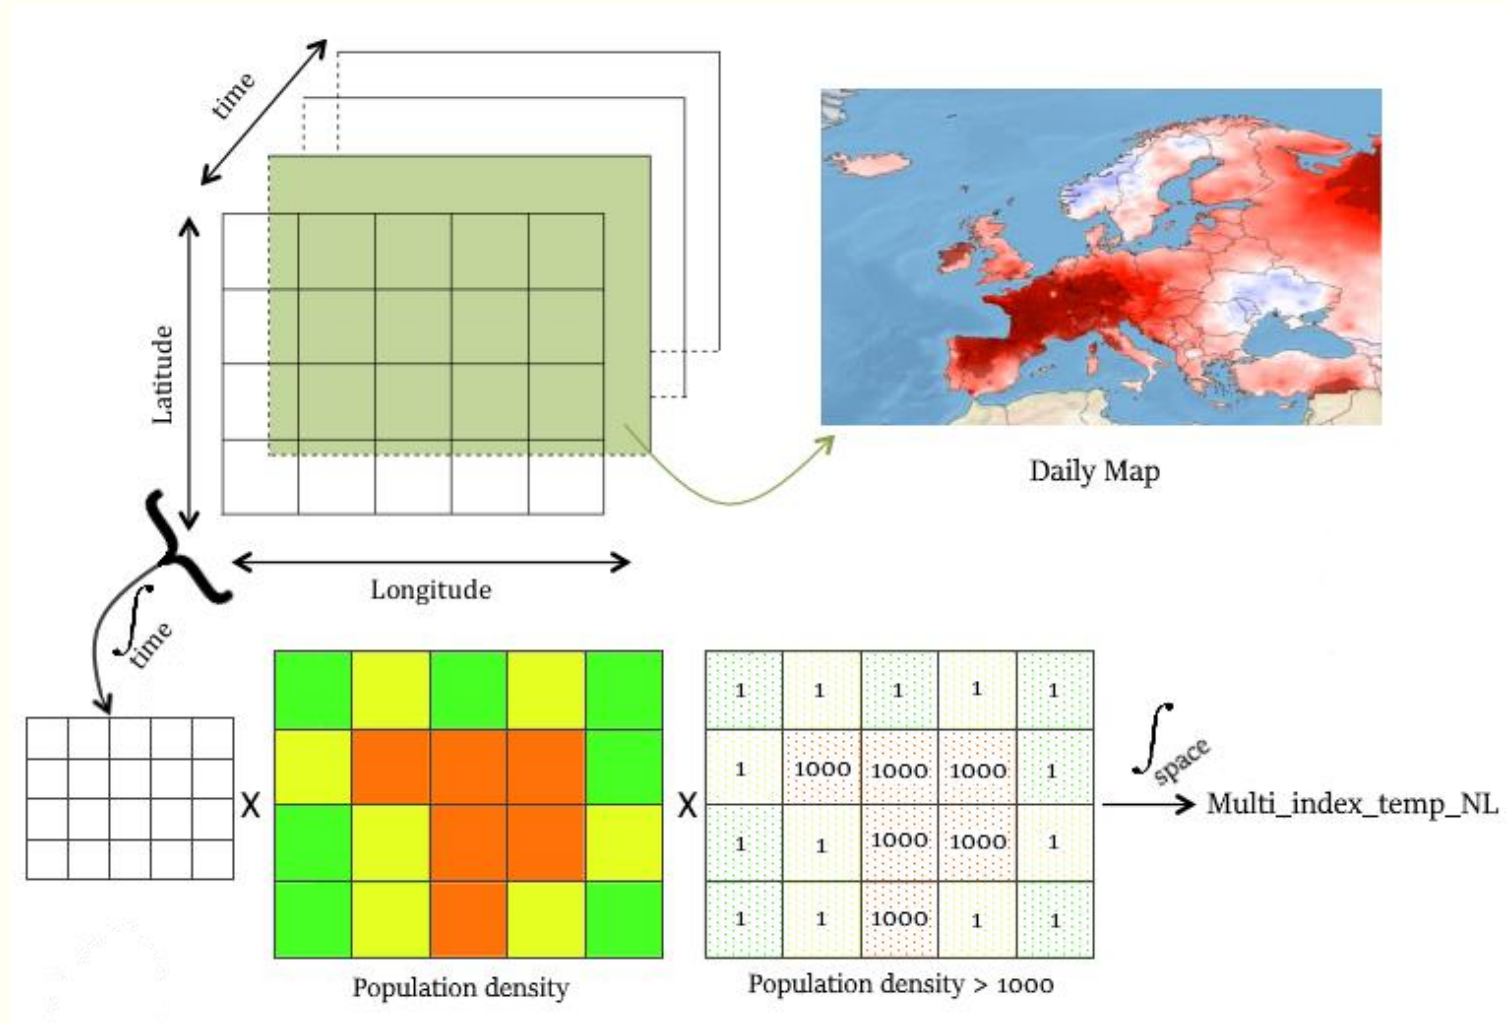 time
Latitude
Longitude
Daily Map
∫ time
X
X
1 1 1 1 1
1 1000 1000 1000 1
1 1 1000 1000 1
1 1 1000 1 1
∫ space
Multi_index_temp_NL
Population density
Population density > 1000